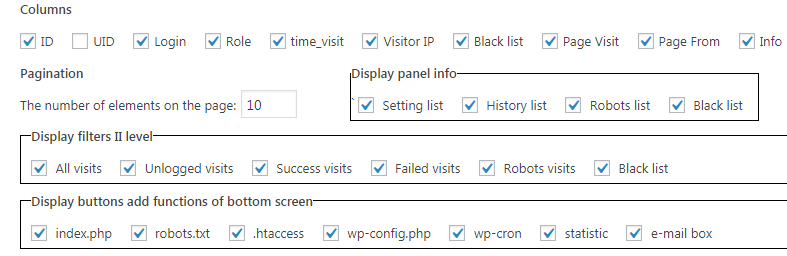 Columns
ID UID Login Role time_visit Visitor IP Black list Page Visit Page From Info
Pagination
The number of elements on the page: 10
Display panel info
` Setting list History list Robots list Black list
Display filters II level
All visits Unlogged visits Success visits Failed visits Robots visits Black list
Display buttons add functions of bottom screen
index.php robots.txt .htaccess wp-config.php wp-cron statistic e-mail box